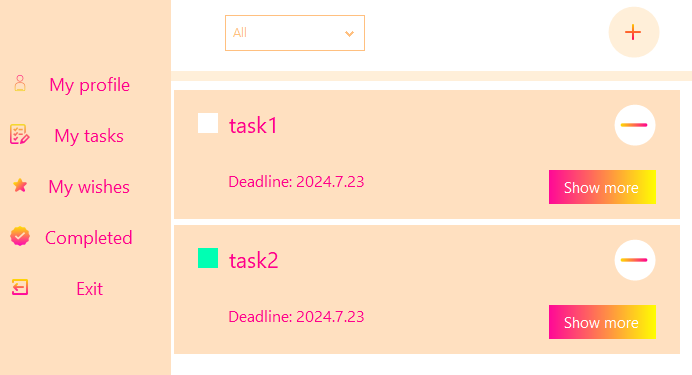 My profile
My tasks
My wishes
Completed
Exit
All
task1
Deadline: 2024.7.23
Show more
task2
Deadline: 2024.7.23
Show more